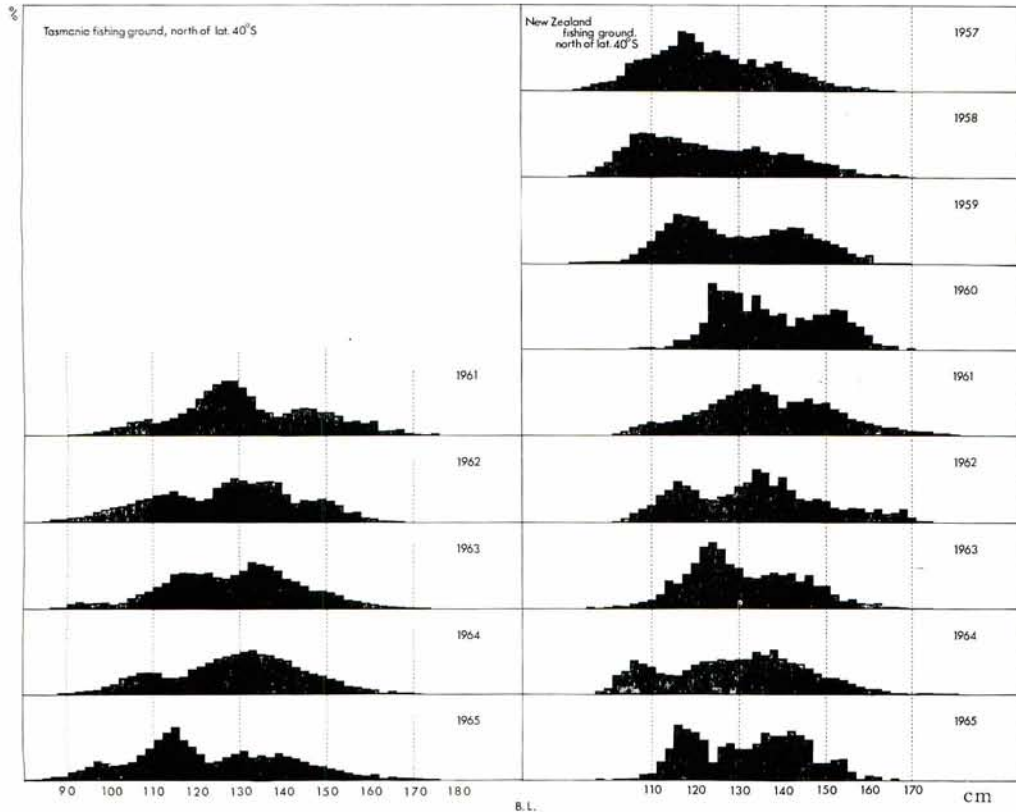 %
Tasmania fishing ground, north of lat. 40°S
New Zealand
fishing ground,
north of lat. 40°S
1957
1958
1959
1960
1961
1961
1962
1962
1963
1963
1964
1964
1965
1965
90 100 110 120 130 140 150 160 170 180
110 120 130 140 150 160 170 cm
B.L.